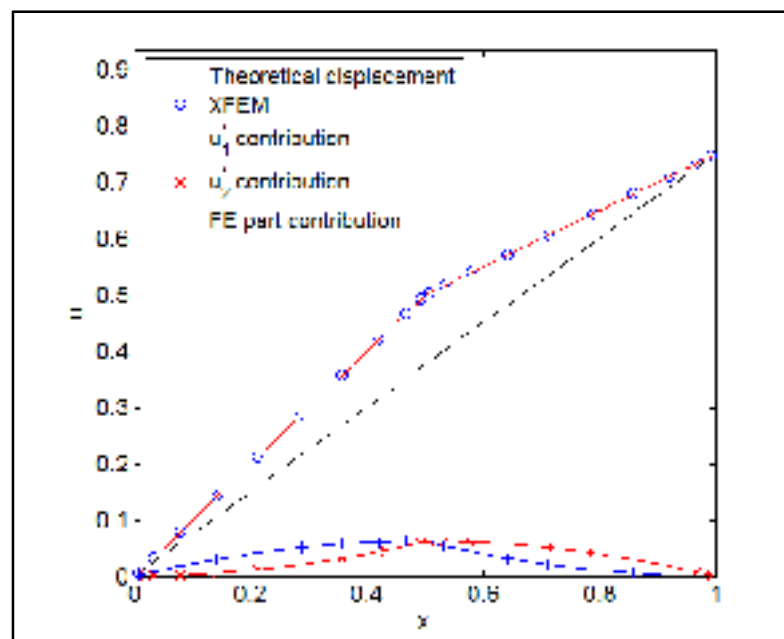 0.9
0.8
0.7
0.6
0.5
0.4
0.3
0.2
0.1
0
u
Theoretical displacement
XFEM
u*1 contribution
u*2 contribution
FE part contribution
0 0.2 0.4 0.6 0.8 1
x